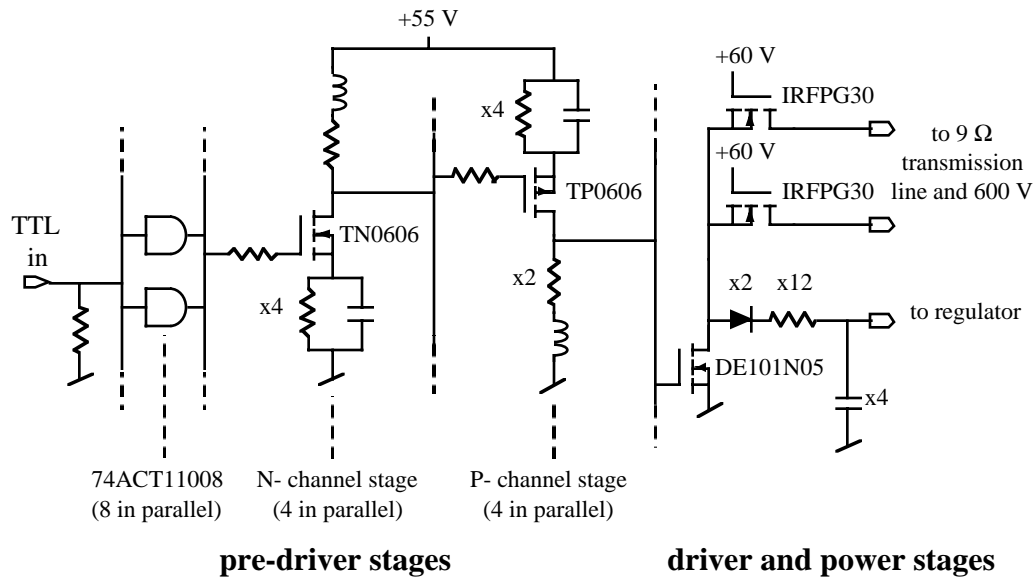 +55 V
+60 V
IRFPG30
x4
to 9 Ω
transmission
line and 600 V
+60 V
IRFPG30
TP0606
TTL
in
TN0606
x2
x4
x2
x12
to regulator
DE101N05
x4
74ACT11008
(8 in parallel)
N- channel stage
(4 in parallel)
P- channel stage
(4 in parallel)
pre-driver stages
driver and power stages